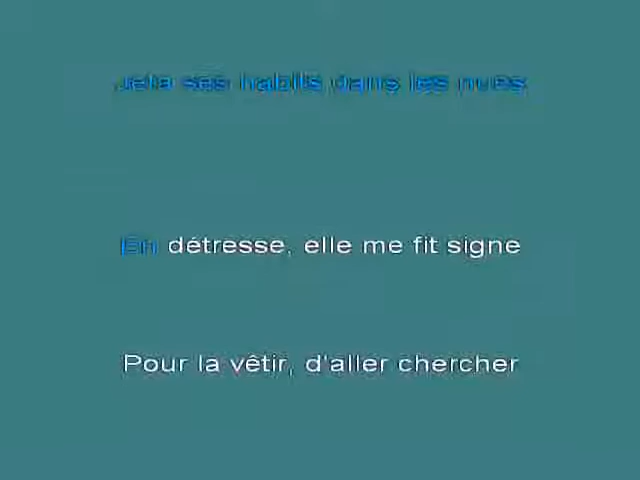 Jeta ses habits dans les nues
En détresse, elle me fit signe
Pour la vêtir, d'aller chercher